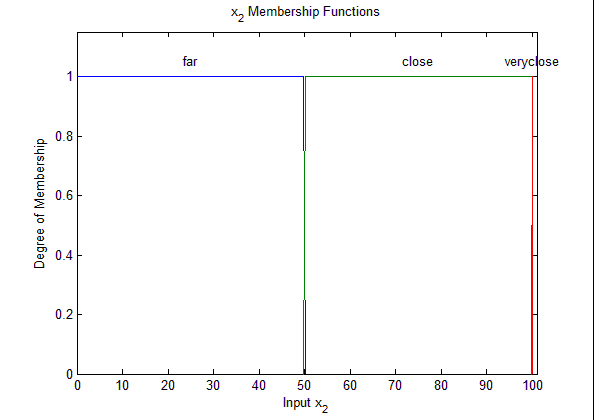 x2 Membership Functions
far close veryclose
Degree of Membership
1
0.8
0.6
0.4
0.2
0
0 10 20 30 40 50 60 70 80 90 100
Input x2